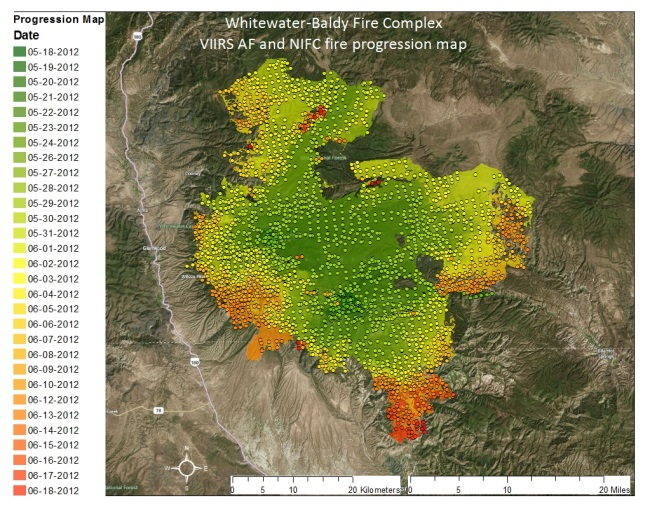 Progression Map
Date
05-18-2012
05-19-2012
05-20-2012
05-21-2012
05-22-2012
05-23-2012
05-24-2012
05-26-2012
05-27-2012
05-28-2012
05-29-2012
05-30-2012
05-31-2012
06-01-2012
06-02-2012
06-03-2012
06-04-2012
06-05-2012
06-06-2012
06-07-2012
06-08-2012
06-09-2012
06-10-2012
06-12-2012
06-13-2012
06-14-2012
06-15-2012
06-16-2012
06-17-2012
06-18-2012
Whitewater-Baldy Fire Complex
VIIRS AF and NIFC fire progression map
Forest
Glenwood
180
78
N
W E
S
ational Forest
0 5 10 20 Kilometers
0 5 10 20 Miles